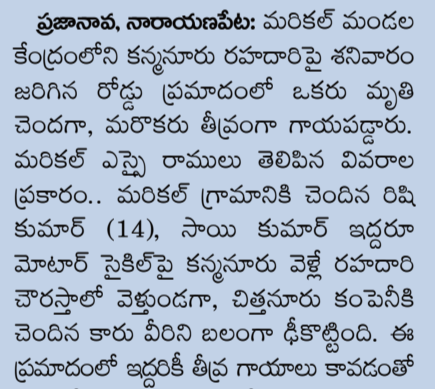 ప్రజానావ, నారాయణపేట: మరికల్ మండల
కేంద్రంలోని కన్మనూరు రహదారిపై శనివారం
జరిగిన రోడ్డు ప్రమాదంలో ఒకరు మృతి
చెందగా, మరొకరు తీవ్రంగా గాయపడ్డారు.
మరికల్ ఎస్సై రాములు తెలిపిన వివరాల
ప్రకారం.. మరికల్ గ్రామానికి చెందిన రిషి
కుమార్ (14), సాయి కుమార్ ఇద్దరూ
మోటార్ సైకిల్‌పై కన్మనూరు వెళ్లే రహదారి
చౌరస్తాలో వెళ్తుండగా, చిత్తనూరు కంపెనీకి
చెందిన కారు వీరిని బలంగా ఢీకొట్టింది. ఈ
ప్రమాదంలో ఇద్దరికీ తీవ్ర గాయాలు కావడంతో